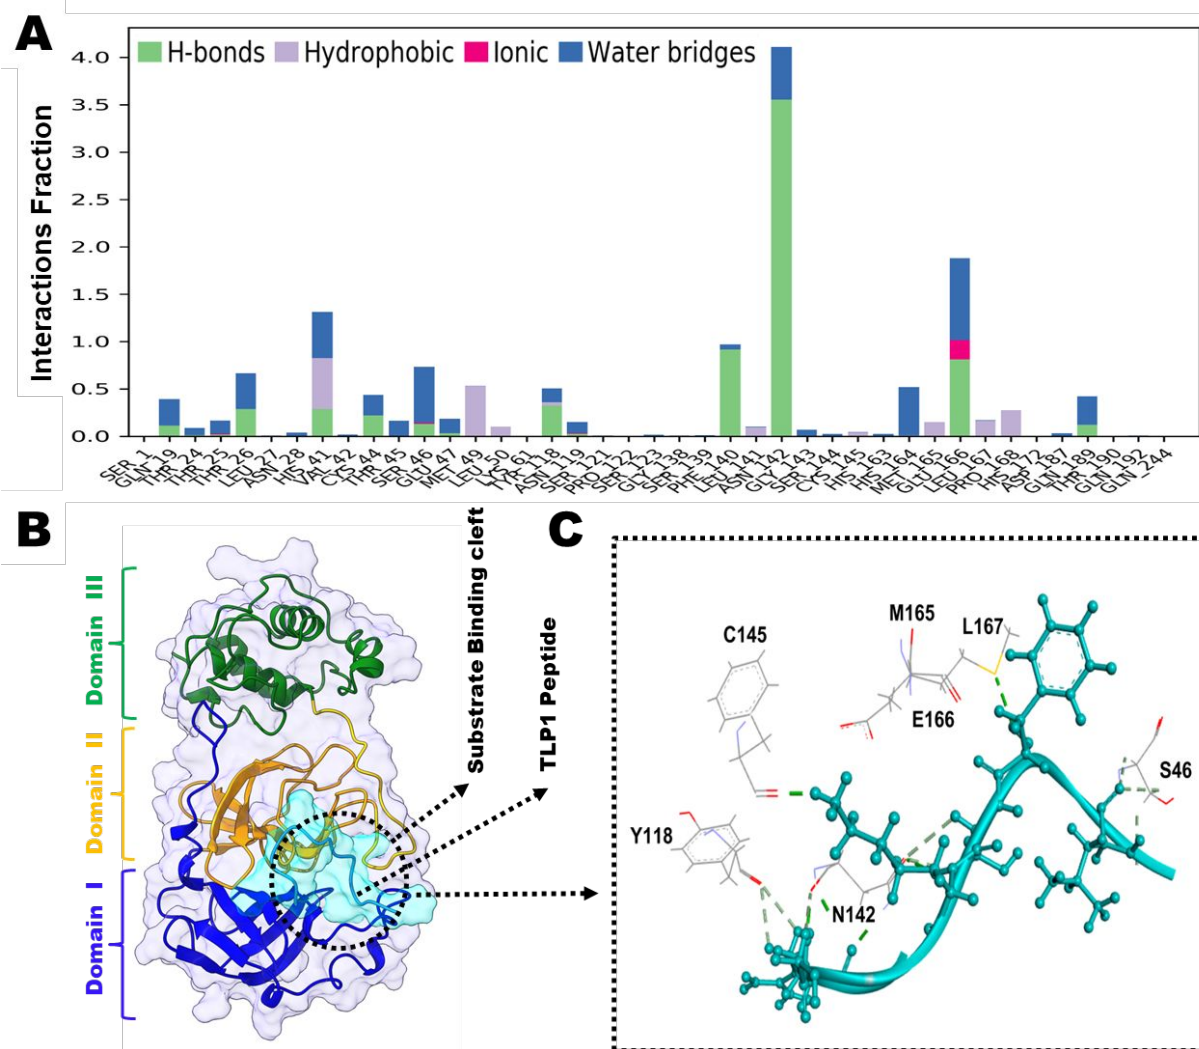 A
H-bonds Hydrophobic Ionic Water bridges
Interactions Fraction
4.0
3.5
3.0
2.5
2.0
1.5
1.0
0.5
0.0
SER_1
GLN_19
THR_24
THR_25
THR_26
LEU_27
ASN_28
HIS_41
VAL_42
CYS_44
THR_45
SER_46
GLU_47
MET_49
LEU_50
LYS_61
TYR_118
ASN_119
SER_121
PRO_122
SER_123
GLY_138
SER_139
PHE_140
LEU_141
ASN_142
GLY_143
SER_144
CYS_145
HIS_163
HIS_164
MET_165
GLU_166
LEU_167
PRO_168
HIS_172
ASP_187
GLN_189
THR_190
GLN_192
GLN_244
B
Domain III
Domain II
Domain I
Substrate Binding cleft
TLP1 Peptide
C
C145
M165
L167
E166
S46
Y118
N142